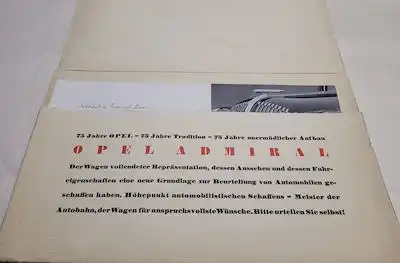 75 Jahre OPEL = 75 Jahre Tradition = 75 Jahre unermüdlicher Aufbau
OPEL ADMIRAL
Der Wagen vollendeter Repräsentation, dessen Aussehen und dessen Fahr-
eigenschaften eine neue Grundlage zur Beurteilung von Automobilen ge-
schaffen haben. Höhepunkt automobilistischen Schaffens = Meister der
Autobahn, der Wagen für anspruchsvollste Wünsche. Bitte urteilen Sie selbst!